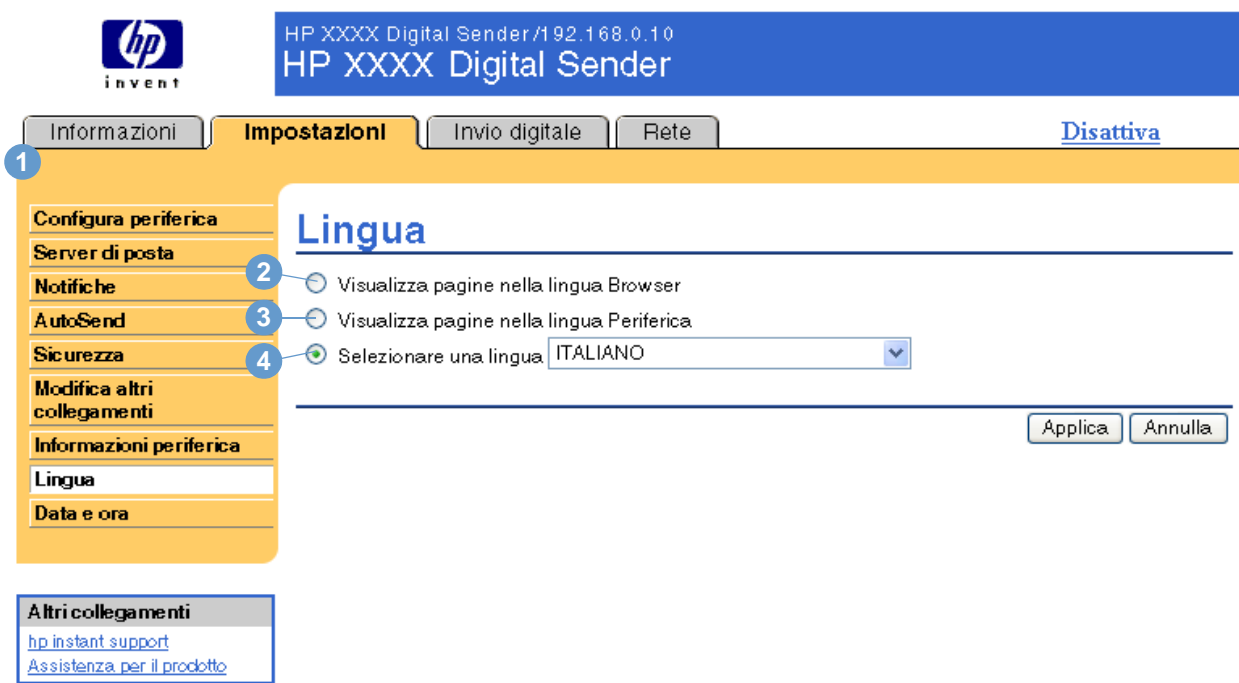 hp
invent
HP XXXX Digital Sender/192.168.0.10
HP XXXX Digital Sender
Informazioni
Impostazioni
Invio digitale
Rete
Disattiva
1
Configura periferica
Server di posta
Notifiche
AutoSend
Sicurezza
Modifica altri
collegamenti
Informazioni periferica
Lingua
Data e ora
Lingua
2
Visualizza pagine nella lingua Browser
3
Visualizza pagine nella lingua Periferica
4
Selezionare una lingua ITALIANO
Applica
Annulla
Altri collegamenti
hp instant support
Assistenza per il prodotto